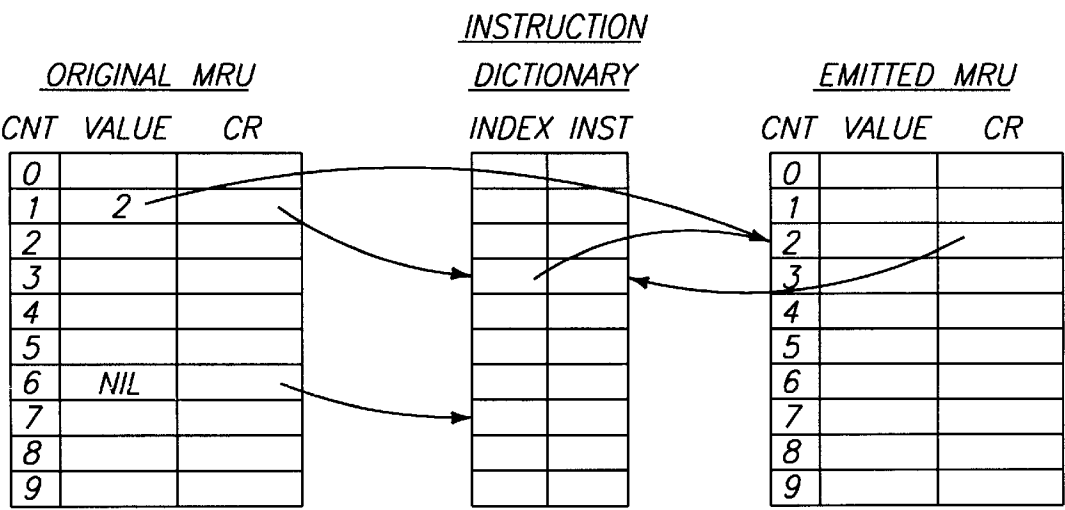 INSTRUCTION
ORIGINAL MRU DICTIONARY EMITTED MRU
CNT VALUE CR INDEX INST CNT VALUE CR
0 0
1 2 1
2 2
3 3
4 4
5 5
6 NIL 6
7 7
8 8
9 9